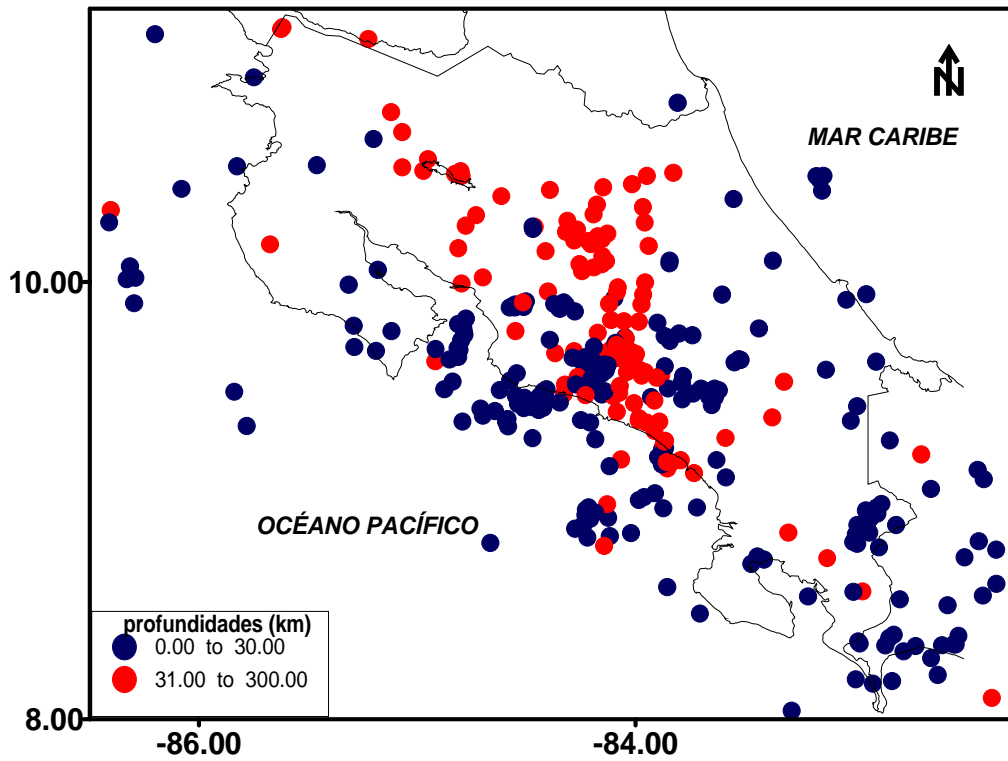 N
MAR CARIBE
10.00
OCÉANO PACÍFICO
profundidades (km)
0.00 to 30.00
31.00 to 300.00
8.00
-86.00
-84.00